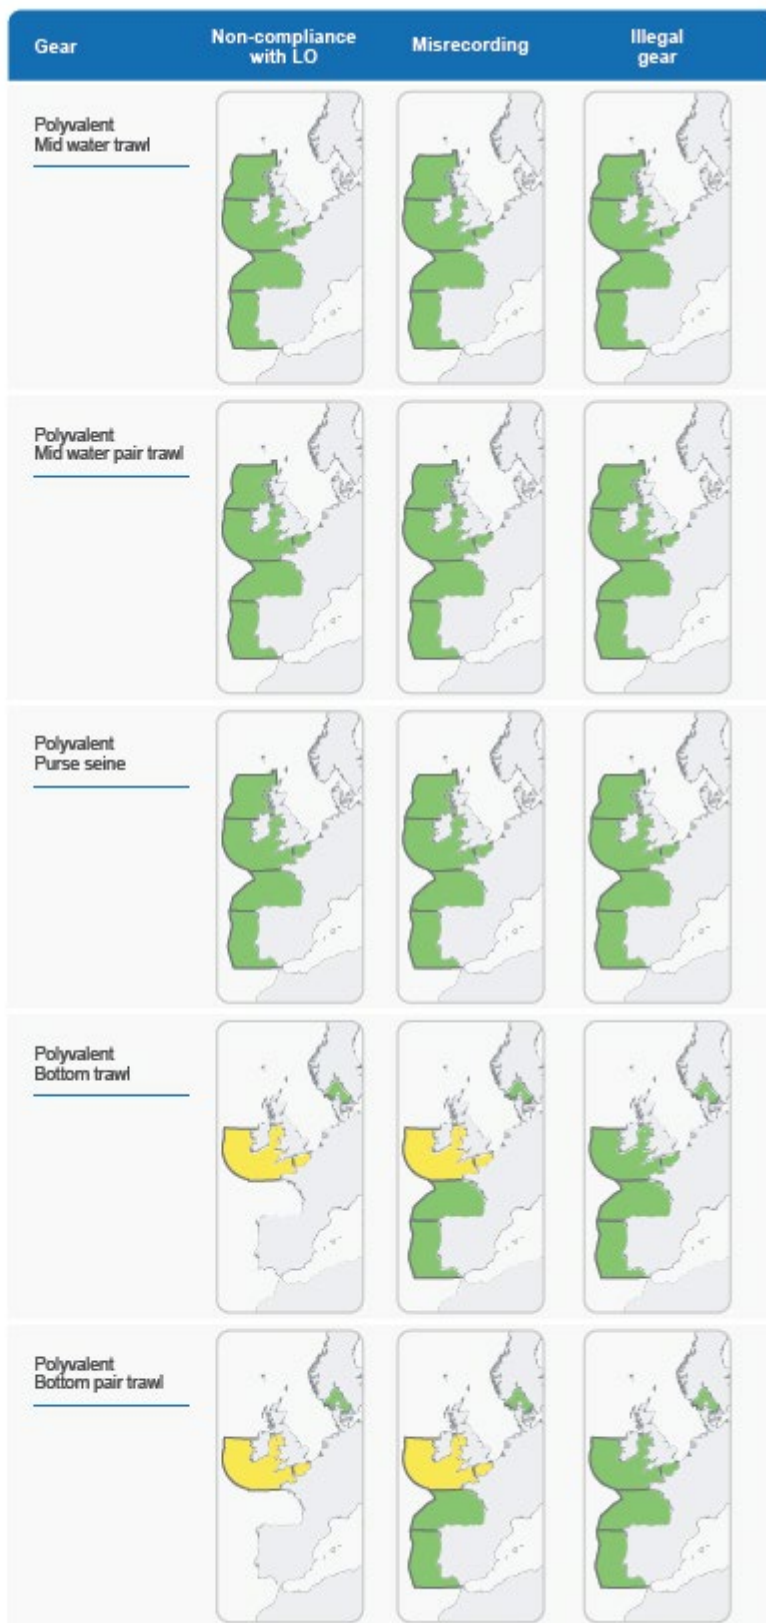 Gear
Non-compliance
with LO
Misrecording
Illegal
gear
Polyvalent
Mid water trawl
Polyvalent
Mid water pair trawl
Polyvalent
Purse seine
Polyvalent
Bottom trawl
Polyvalent
Bottom pair trawl